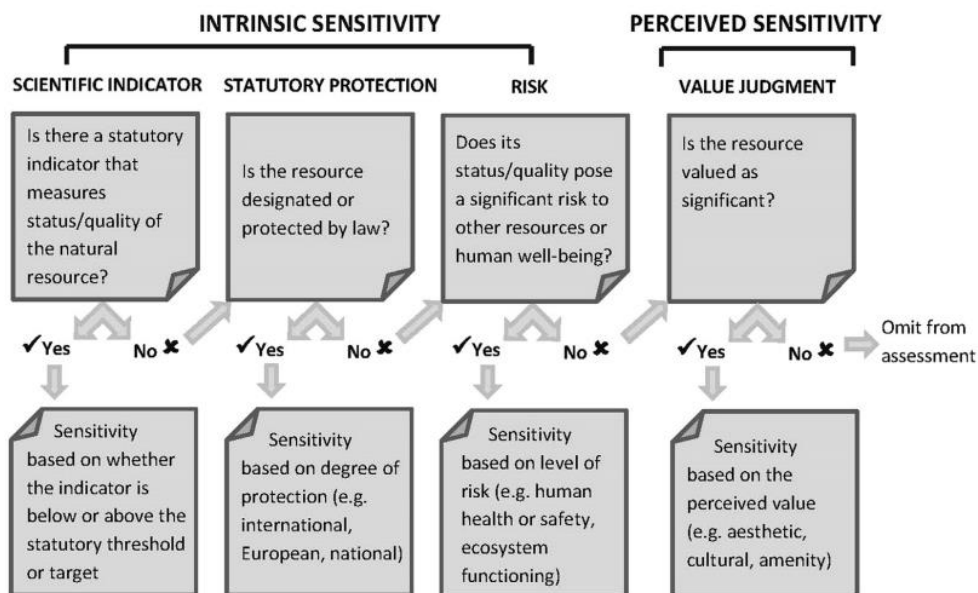 INTRINSIC SENSITIVITY
PERCEIVED SENSITIVITY
SCIENTIFIC INDICATOR
STATUTORY PROTECTION
RISK
VALUE JUDGMENT
Is there a statutory
indicator that
measures
status/quality of
the natural
resource?
Is the resource
designated or
protected by law?
Does its
status/quality pose
a significant risk to
other resources or
human well-being?
Is the resource
valued as
significant?
✓Yes
No ✖
✓Yes
No ✖
✓Yes
No ✖
✓Yes
No ✖
Omit from
assessment
Sensitivity
based on whether
the indicator is
below or above the
statutory threshold
or target
Sensitivity
based on degree of
protection (e.g.
international,
European, national)
Sensitivity
based on level of
risk (e.g. human
health or safety,
ecosystem
functioning)
Sensitivity
based on the
perceived value
(e.g. aesthetic,
cultural, amenity)